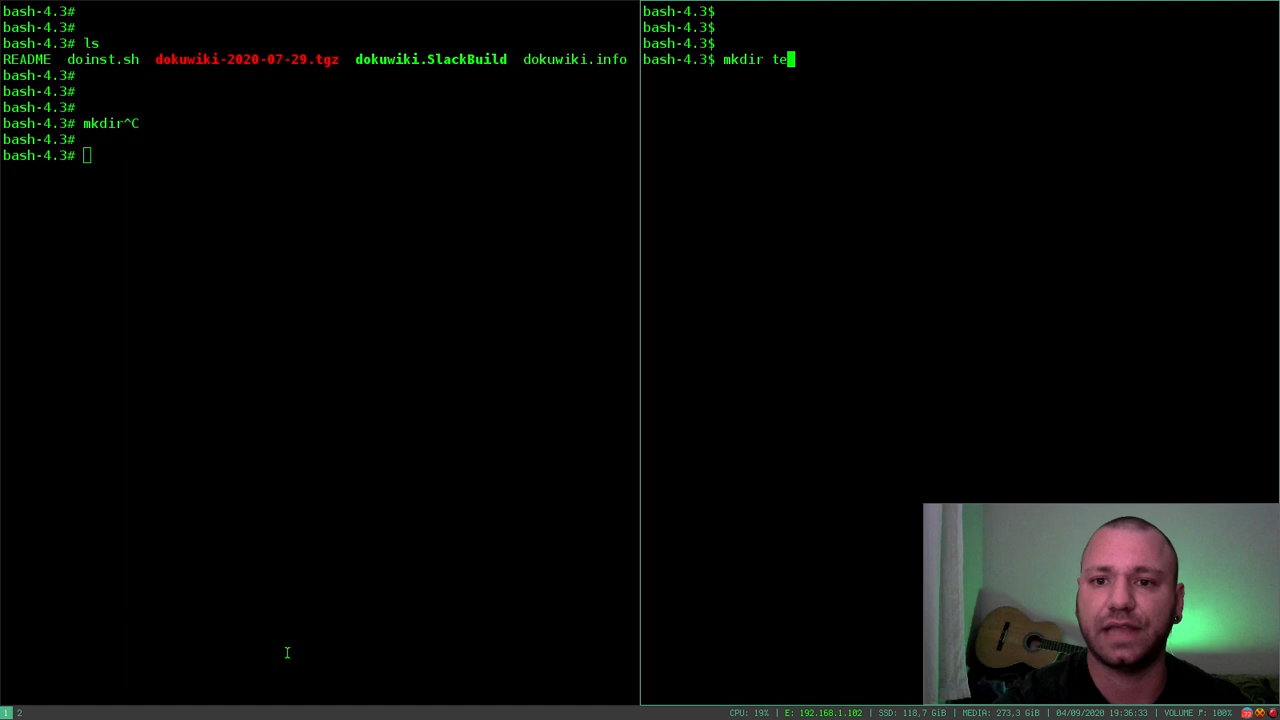 bash-4.3#
bash-4.3#
bash-4.3# ls
README doinst.sh dokuwiki-2020-07-29.tgz dokuwiki.SlackBuild dokuwiki.info
bash-4.3#
bash-4.3#
bash-4.3#
bash-4.3# mkdir^C
bash-4.3#
bash-4.3#
bash-4.3$
bash-4.3$
bash-4.3$
bash-4.3$ mkdir te
1 2
CPU: 19% | E: 192.168.1.102 | SSD: 118,7 GiB | MEDIA: 273,3 GiB | 04/09/2020 19:36:33 | VOLUME P: 100%